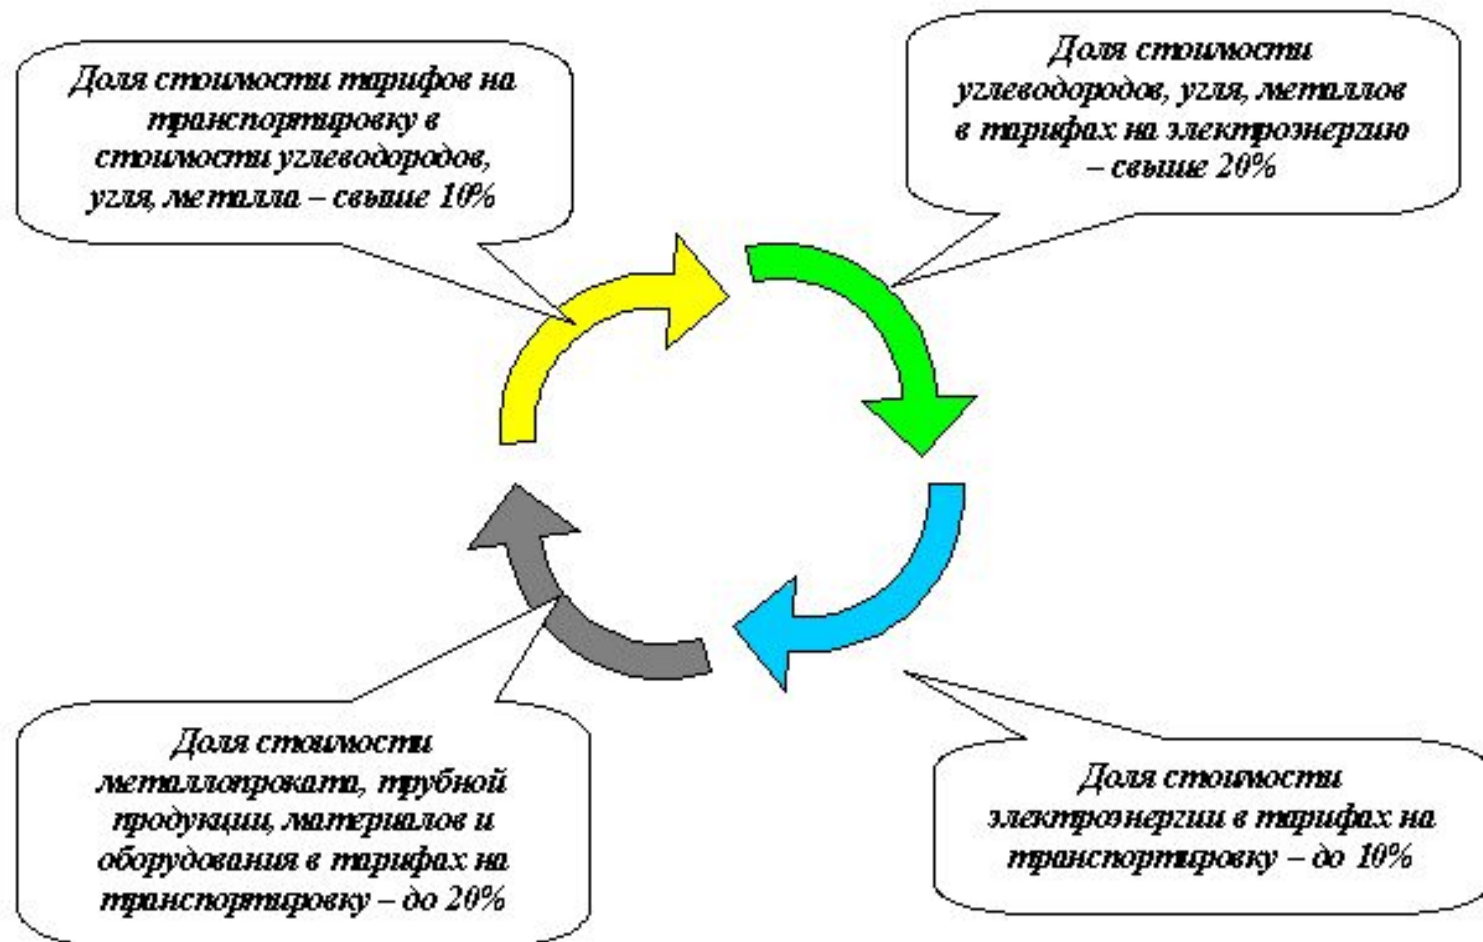 Доля стоимости тарифов на
транспортировку в
стоимости углеводородов,
угля, металла – свыше 10%
Доля стоимости
углеводородов, угля, металлов
в тарифах на электроэнергию
– свыше 20%
Доля стоимости
металлопроката, трубной
продукции, материалов и
оборудования в тарифах на
транспортировку – до 20%
Доля стоимости
электроэнергии в тарифах на
транспортировку – до 10%